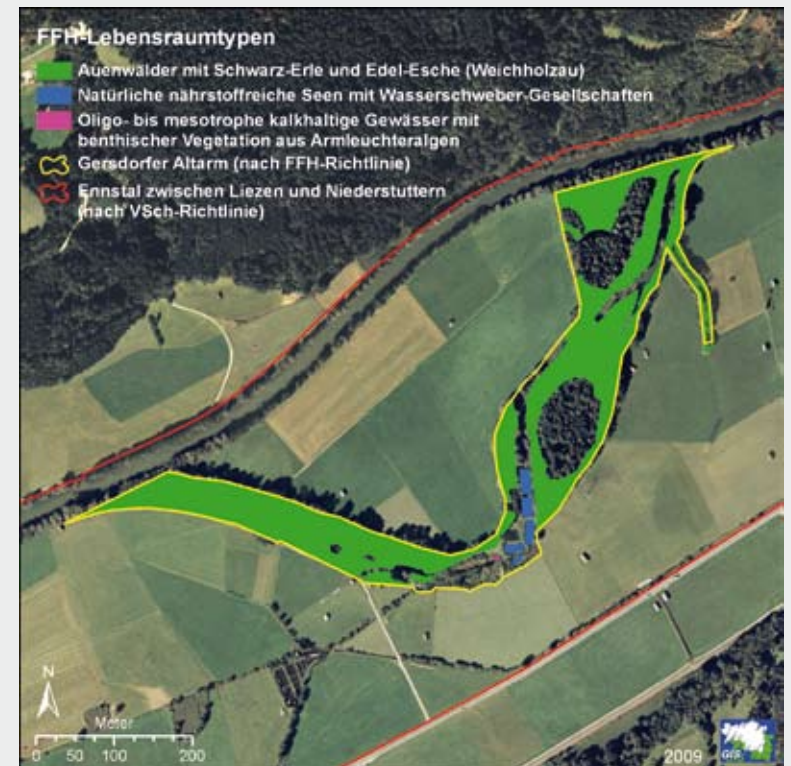 FFH-Lebensraumtypen
Auenwälder mit Schwarz-Erle und Edel-Esche (Weichholzau)
Natürliche nährstoffreiche Seen mit Wasserschweber-Gesellschaften
Oligo- bis mesotrophe kalkhaltige Gewässer mit
benthischer Vegetation aus Armleuchteralgen
Gersdorfer Altarm (nach FFH-Richtlinie)
Ennstal zwischen Liezen und Niederstuttern
(nach VSch-Richtlinie)
N
Meter
0 50 100 200
2009
GIS